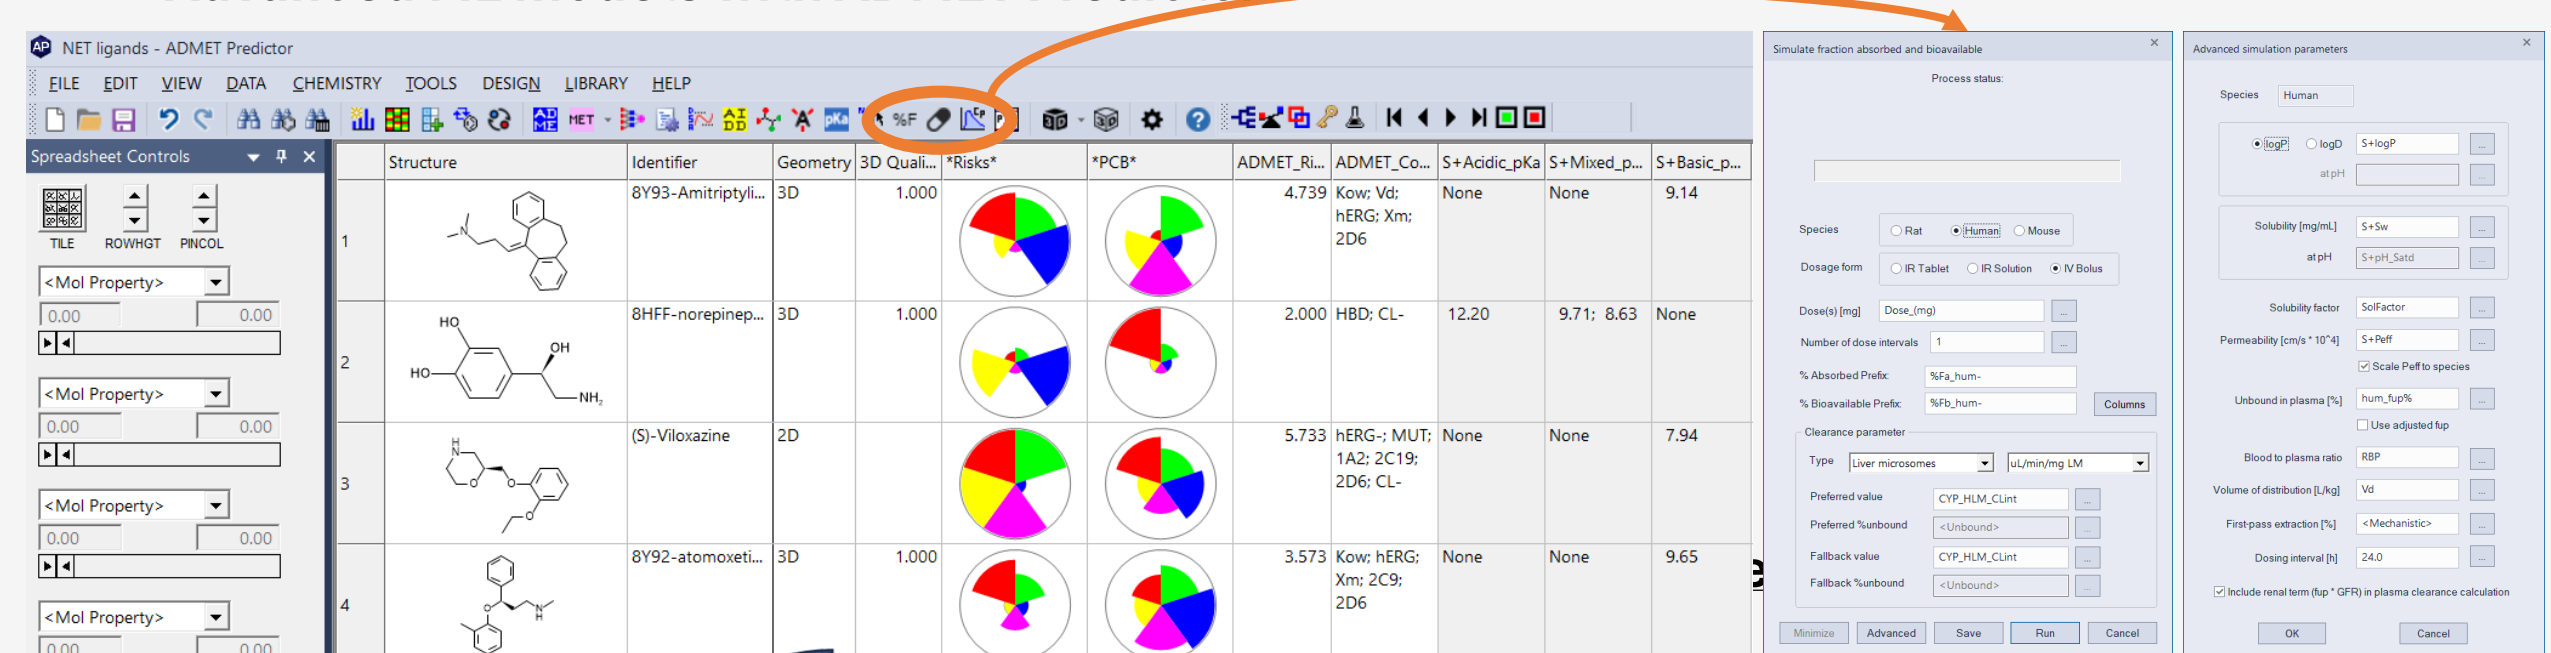 NET ligands - ADMET Predictor
FILE EDIT VIEW DATA CHEMISTRY TOOLS DESIGN LIBRARY HELP
MET pKa %F
Spreadsheet Controls
TILE ROWHGT PINCOL
<Mol Property>
0.00 0.00
<Mol Property>
0.00 0.00
<Mol Property>
0.00 0.00
<Mol Property>
0.00 0.00
Structure Identifier Geometry 3D Quali... *Risks* *PCB* ADMET_Ri... ADMET_Co... S+Acidic_pKa S+Mixed_p... S+Basic_p...
1 8Y93-Amitriptyli... 3D 1.000 4.739 Kow; Vd; None None 9.14
hERG; Xm;
2D6
N
2 8HFF-norepinep... 3D 1.000 2.000 HBD; CL- 12.20 9.71; 8.63 None
HO
OH
HO
NH2
3 (S)-Viloxazine 2D 5.733 hERG-; MUT; None None 7.94
1A2; 2C19;
2D6; CL-
H
N
O
O
O
4 8Y92-atomoxeti... 3D 1.000 3.573 Kow; hERG; None None 9.65
Xm; 2C9;
2D6
O
N
H
Simulate fraction absorbed and bioavailable
Process status:
Species Rat Human Mouse
Dosage form IR Tablet IR Solution IV Bolus
Dose(s) [mg] Dose_(mg) ...
Number of dose intervals 1 ...
% Absorbed Prefix: %Fa_hum-
% Bioavailable Prefix: %Fb_hum- Columns
Clearance parameter
Type Liver microsomes uL/min/mg LM
Preferred value CYP_HLM_CLint ...
Preferred %unbound <Unbound> ...
Fallback value CYP_HLM_CLint ...
Fallback %unbound <Unbound> ...
Minimize Advanced Save Run Cancel
Advanced simulation parameters
Species Human
logP logD S+logP ...
at pH ...
Solubility [mg/mL] S+Sw ...
at pH S+pH_Satd ...
Solubility factor SolFactor ...
Permeability [cm/s * 10^4] S+Peff ...
Scale Peff to species
Unbound in plasma [%] hum_fup% ...
Use adjusted fup
Blood to plasma ratio RBP ...
Volume of distribution [L/kg] Vd ...
First-pass extraction [%] <Mechanistic> ...
Dosing interval [h] 24.0 ...
Include renal term (fup * GFR) in plasma clearance calculation
OK Cancel